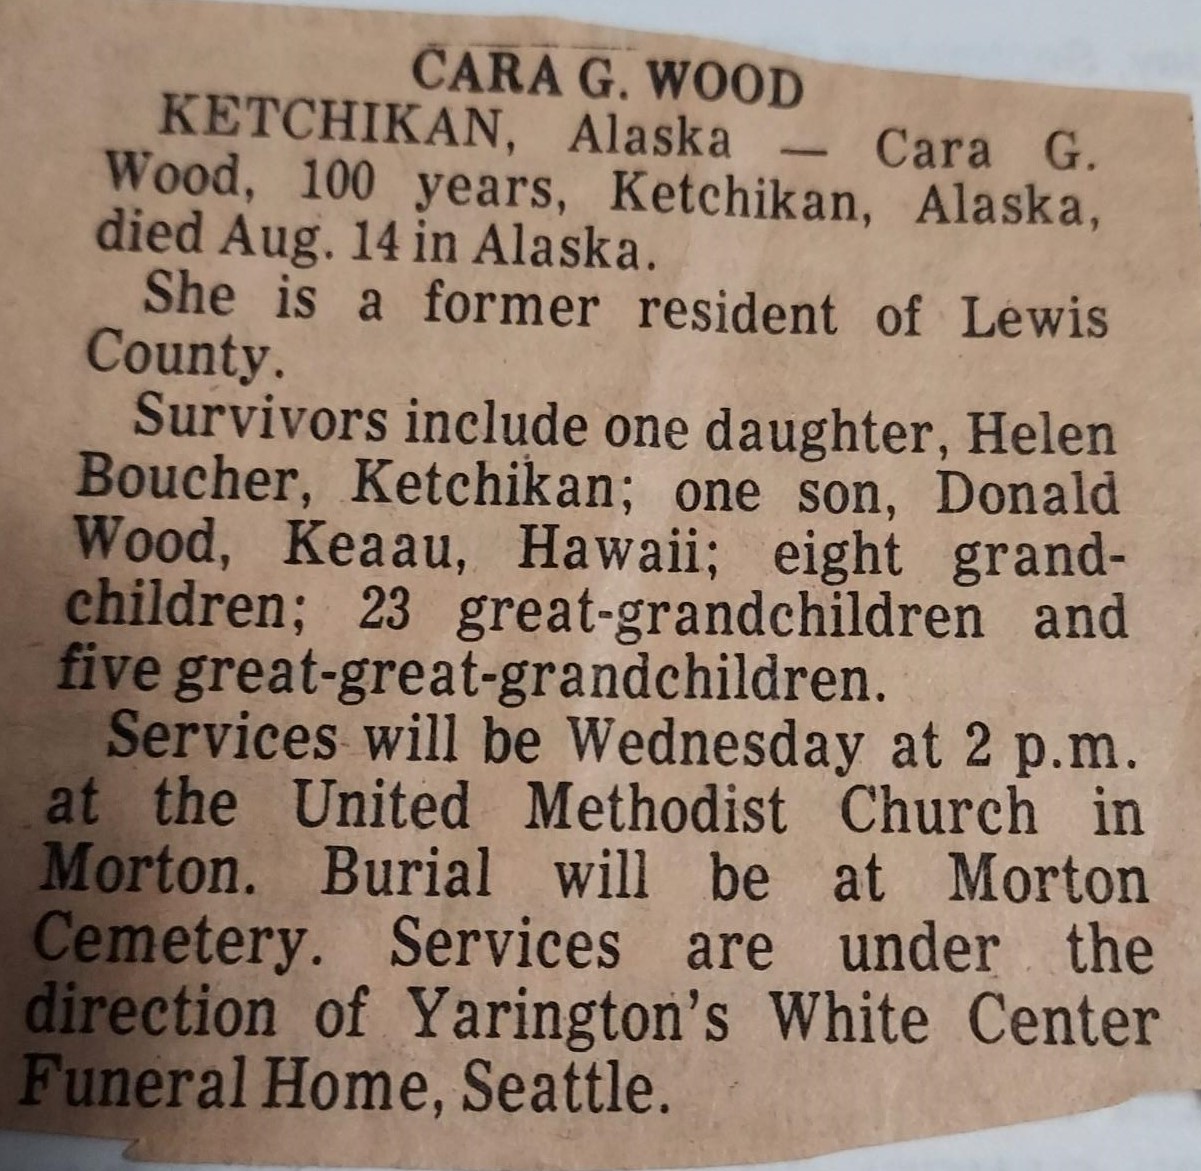 CARA G. WOOD
KETCHIKAN, Alaska — Cara G.
Wood, 100 years, Ketchikan, Alaska,
died Aug. 14 in Alaska.
She is a former resident of Lewis
County.
Survivors include one daughter, Helen
Boucher, Ketchikan; one son, Donald
Wood, Keaau, Hawaii; eight grand-
children; 23 great-grandchildren and
five great-great-grandchildren.
Services will be Wednesday at 2 p.m.
at the United Methodist Church in
Morton. Burial will be at Morton
Cemetery. Services are under the
direction of Yarington's White Center
Funeral Home, Seattle.